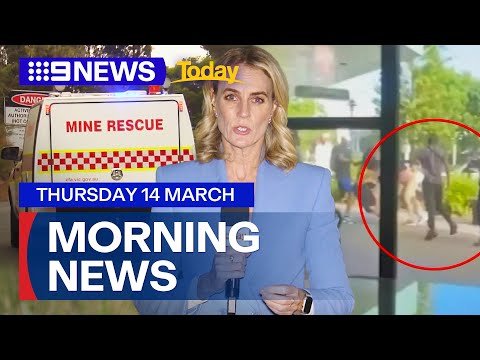 9NEWS Today
DANGER
MINE RESCUE
THURSDAY 14 MARCH
MORNING
NEWS